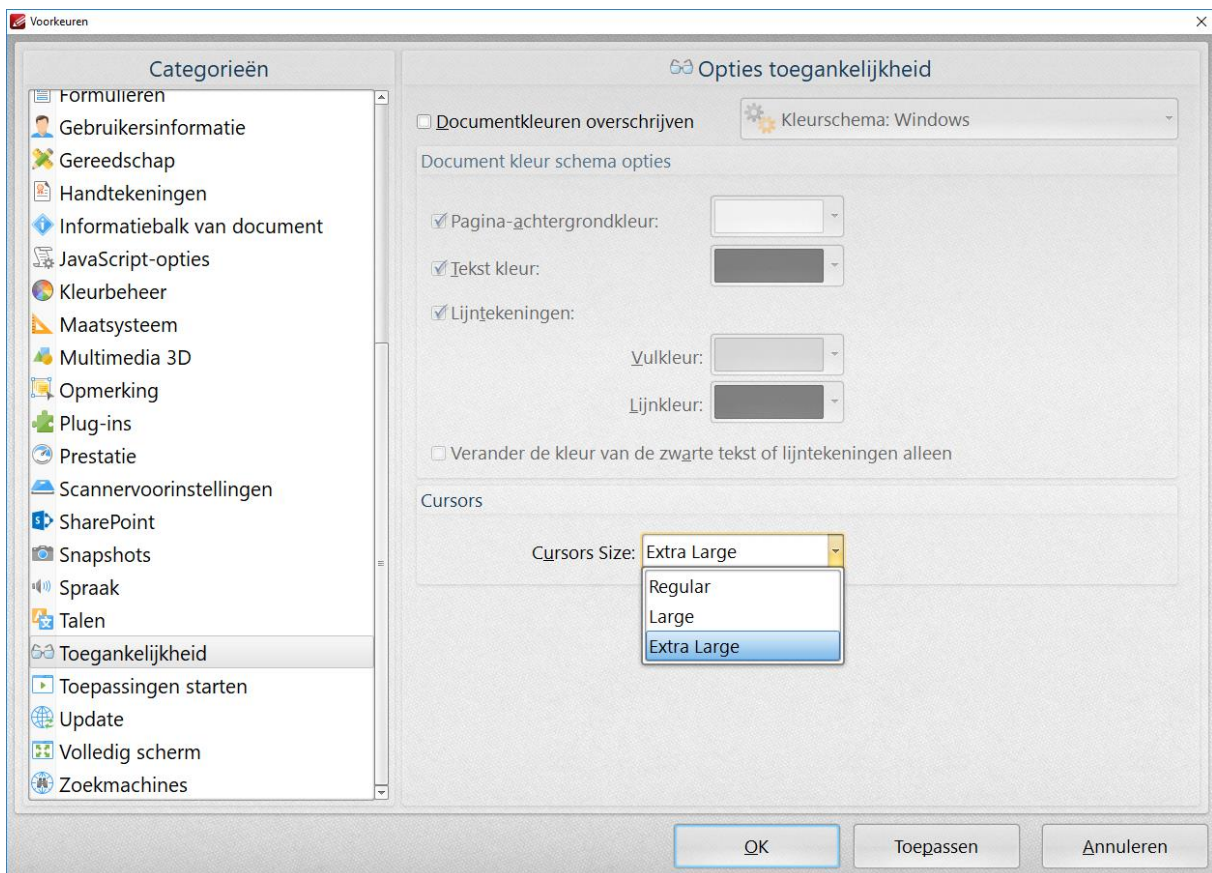 Voorkeuren
Categorieën
Formulieren
Gebruikersinformatie
Gereedschap
Handtekeningen
Informatiebalk van document
JavaScript-opties
Kleurbeheer
Maatsysteem
Multimedia 3D
Opmerking
Plug-ins
Prestatie
Scannervoorinstellingen
SharePoint
Snapshots
Spraak
Talen
Toegankelijkheid
Toepassingen starten
Update
Volledig scherm
Zoekmachines
Opties toegankelijkheid
Documentkleuren overschrijven
Kleurschema: Windows
Document kleur schema opties
Pagina-achtergrondkleur:
Tekst kleur:
Lijntekeningen:
Vulkleur:
Lijnkleur:
Verander de kleur van de zwarte tekst of lijntekeningen alleen
Cursors
Cursors Size: Extra Large
Regular
Large
Extra Large
OK
Toepassen
Annuleren